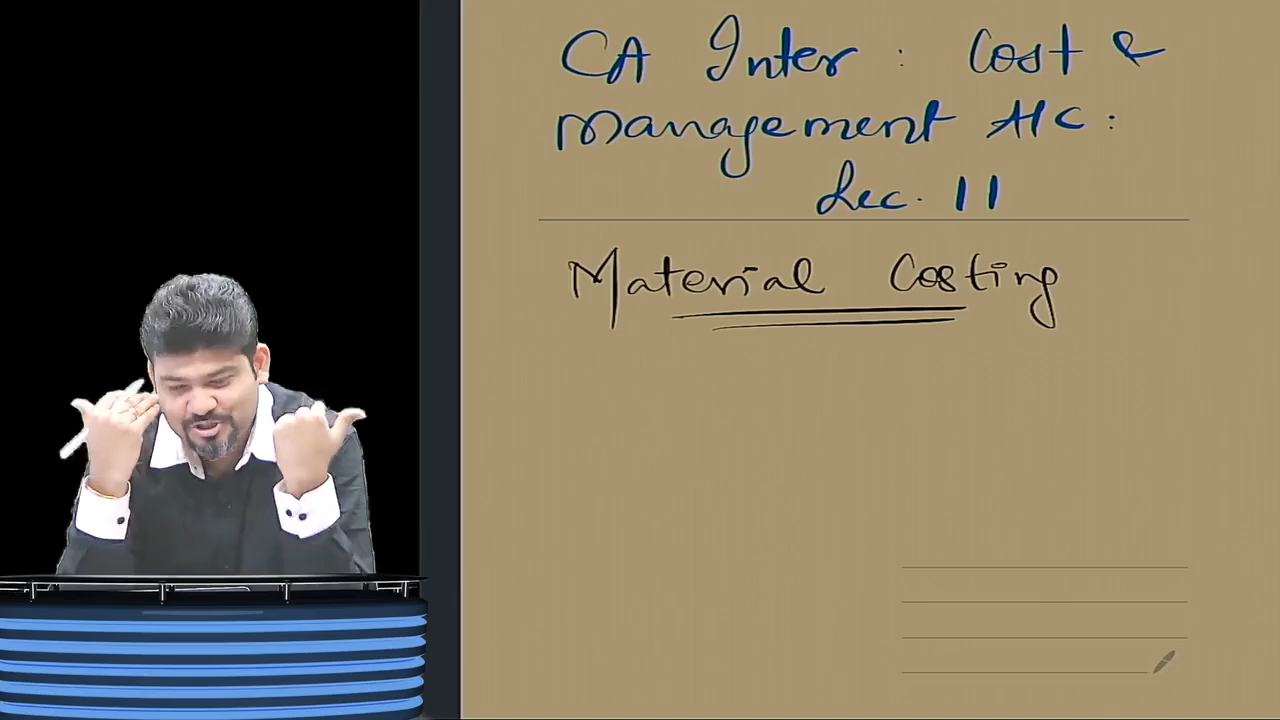 CA Inter : Cost &
Management A/C :
Lec. 11
Material Costing